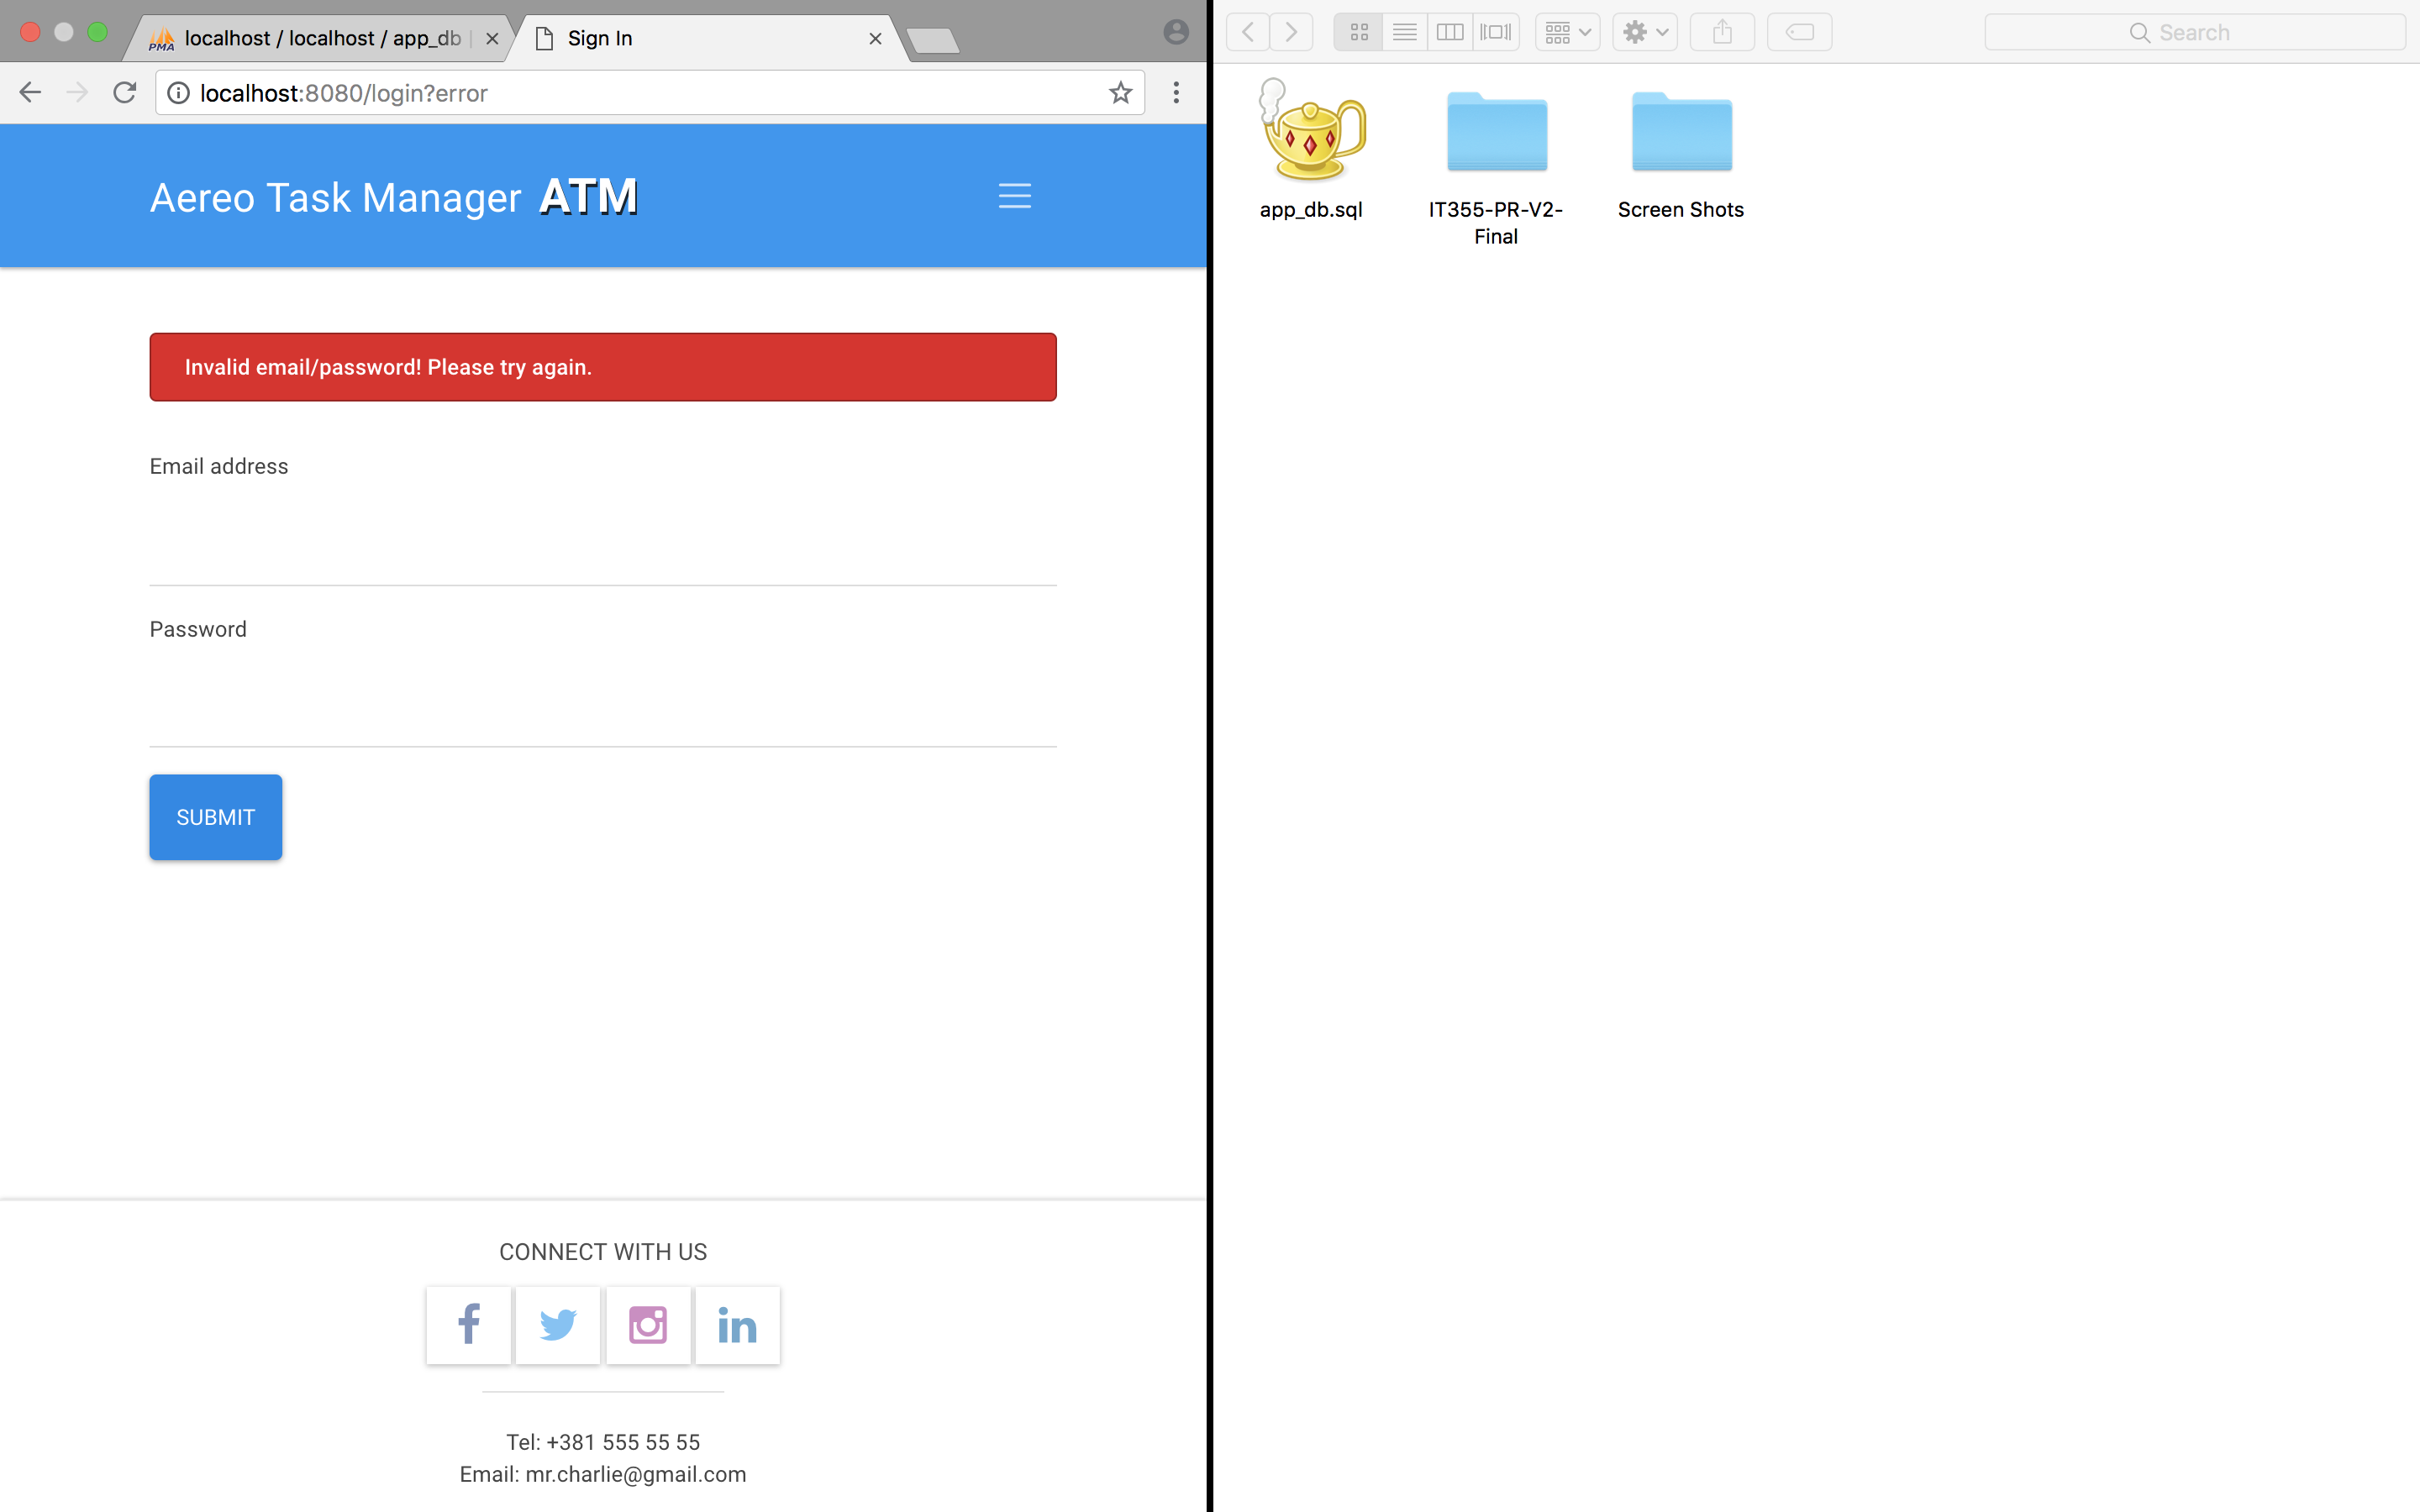 localhost / localhost / app_db |
Sign In
localhost:8080/login?error
Search
Aereo Task Manager ATM
Invalid email/password! Please try again.
Email address
Password
SUBMIT
CONNECT WITH US
Tel: +381 555 55 55
Email: mr.charlie@gmail.com
PMA
app_db.sql
IT355-PR-V2-
Final
Screen Shots